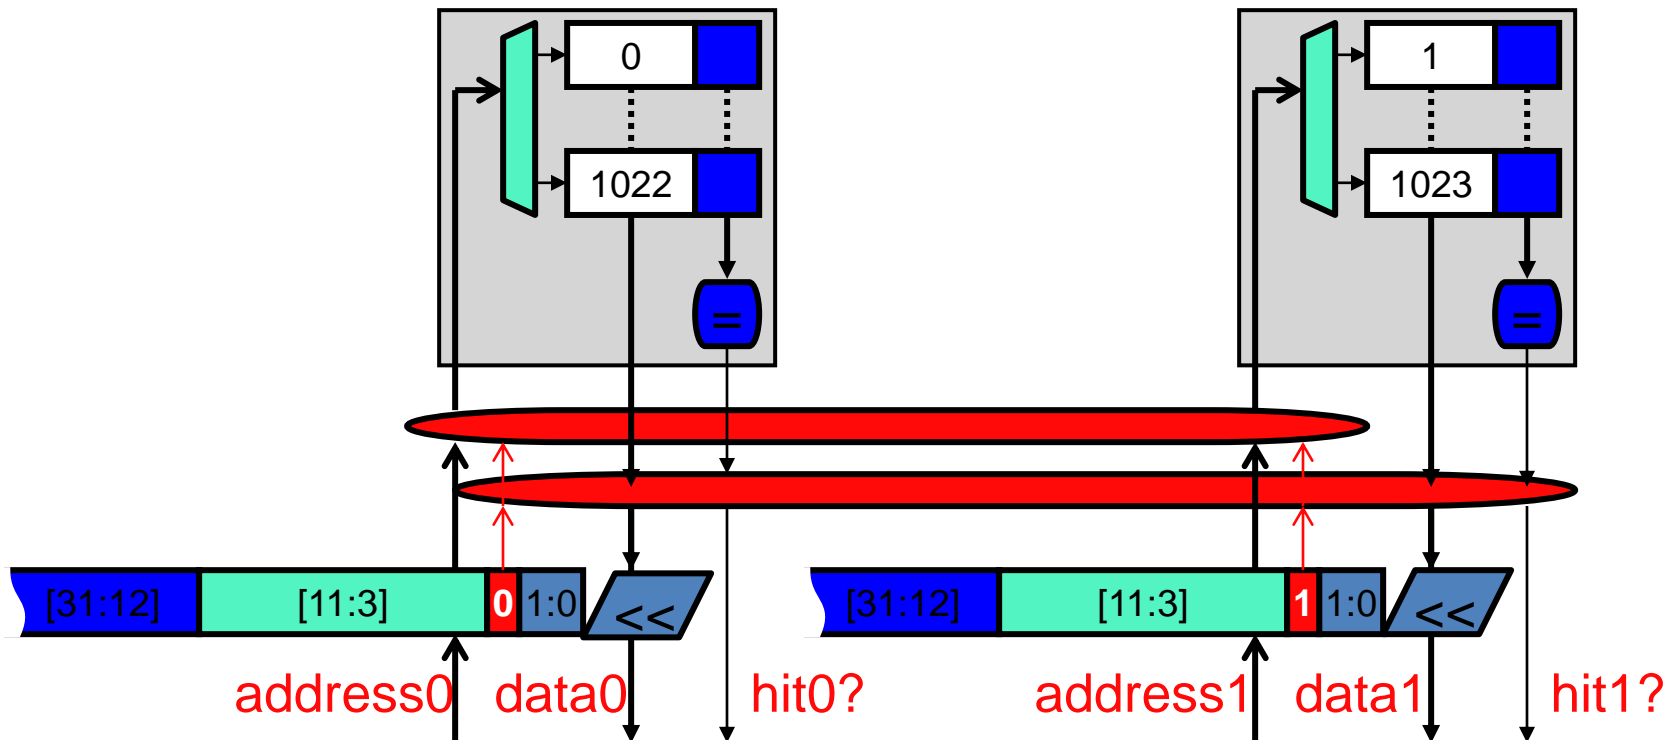 0 1
1022 1023
= =
[31:12] [11:3] 0 1:0 << [31:12] [11:3] 1 1:0 <<
address0 data0 hit0? address1 data1 hit1?